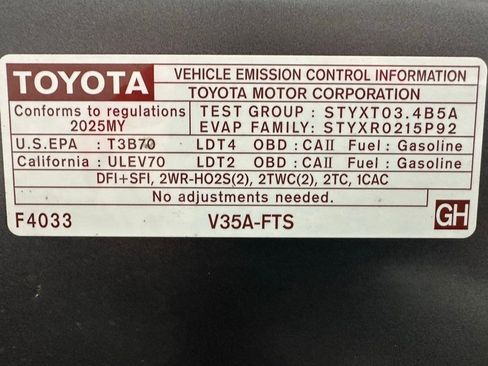 TOYOTA
VEHICLE EMISSION CONTROL INFORMATION
TOYOTA MOTOR CORPORATION
Conforms to regulations
2025MY
TEST GROUP : STYXT03.4B5A
EVAP FAMILY: STYXR0215P92
U.S.EPA : T3B70 LDT4 OBD : CAII Fuel : Gasoline
California : ULEV70 LDT2 OBD : CAII Fuel : Gasoline
DFI+SFI, 2WR-HO2S(2), 2TWC(2), 2TC, 1CAC
No adjustments needed.
F4033 V35A-FTS GH